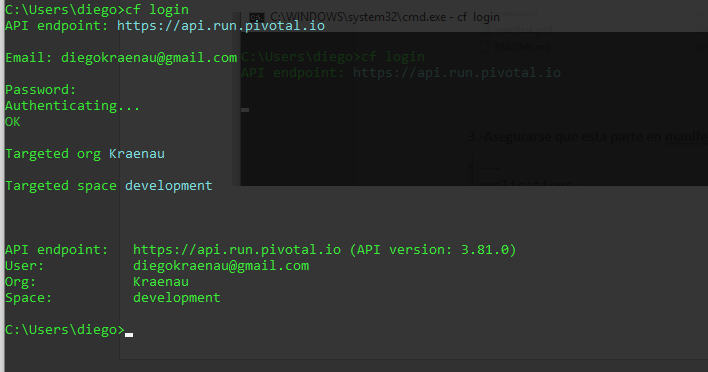 C:\Users\diego>cf login
API endpoint: https://api.run.pivotal.io
Email: diegokraenau@gmail.com
Password:
Authenticating...
OK
Targeted org Kraenau
Targeted space development
API endpoint:   https://api.run.pivotal.io (API version: 3.81.0)
User:           diegokraenau@gmail.com
Org:            Kraenau
Space:          development
C:\Users\diego>
C:\WINDOWS\system32\cmd.exe - cf login
C:\Users\diego>cf login
API endpoint: https://api.run.pivotal.io
3.-Asegurarse que esta parte en